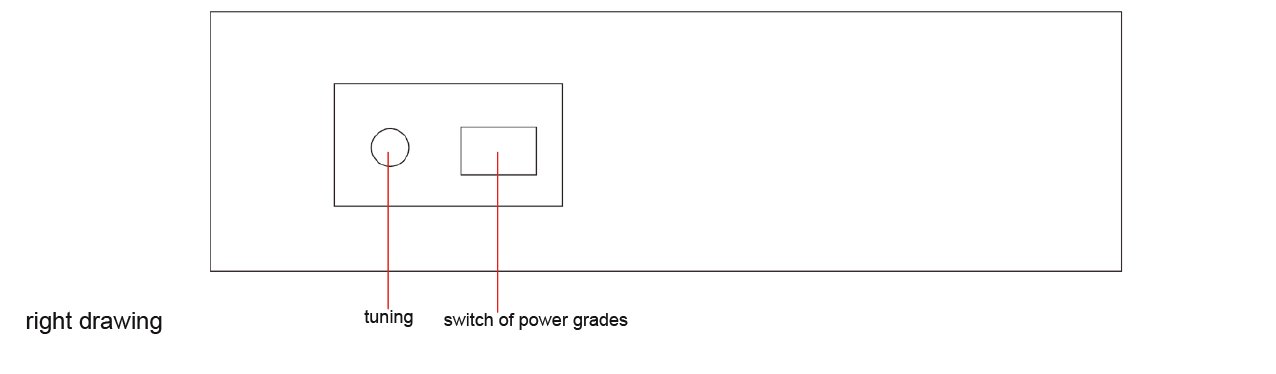 tuning
switch of power grades
right drawing